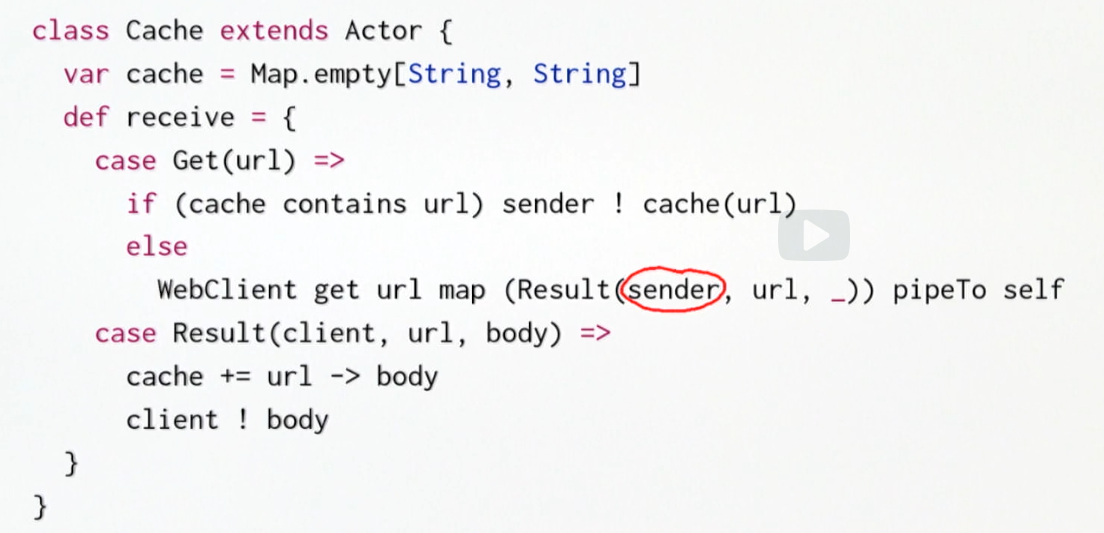 class Cache extends Actor {
var cache = Map.empty[String, String]
def receive = {
case Get(url) =>
if (cache contains url) sender ! cache(url)
else
WebClient get url map (Result(sender, url, _)) pipeTo self
case Result(client, url, body) =>
cache += url -> body
client ! body
}
}